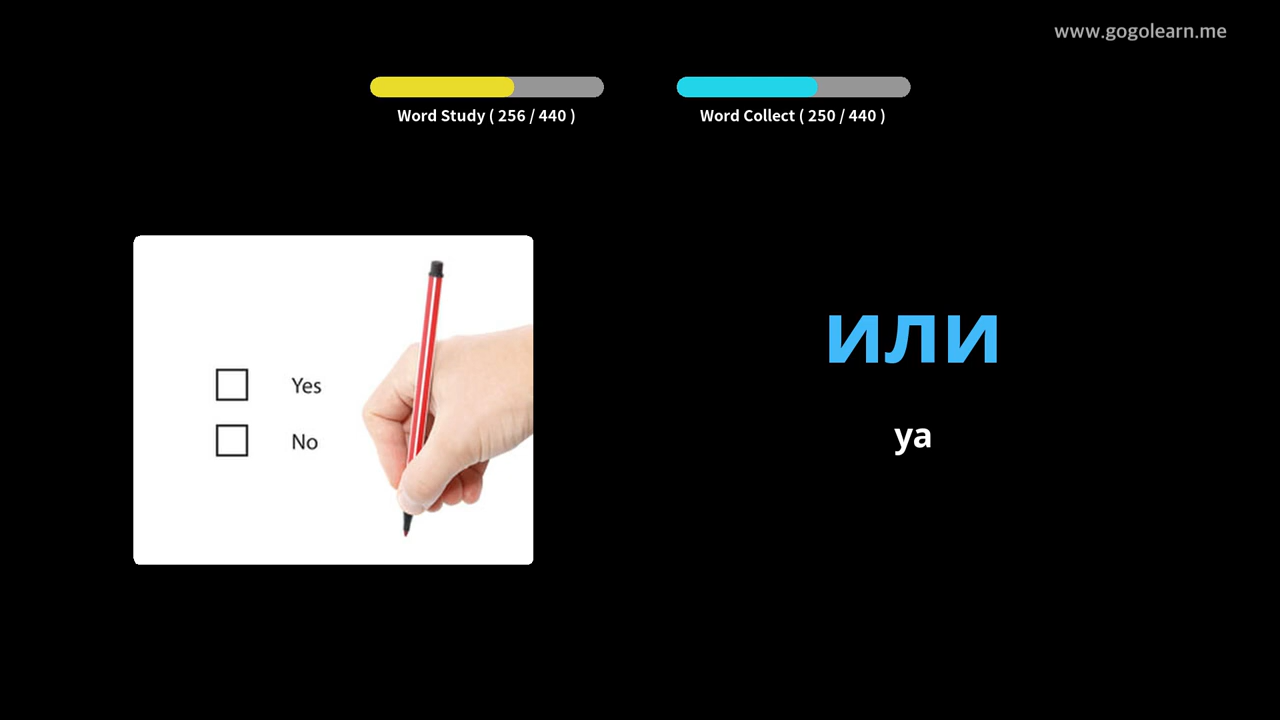 www.gogolearn.me
Word Study ( 256 / 440 )
Word Collect ( 250 / 440 )
Yes
No
или
ya